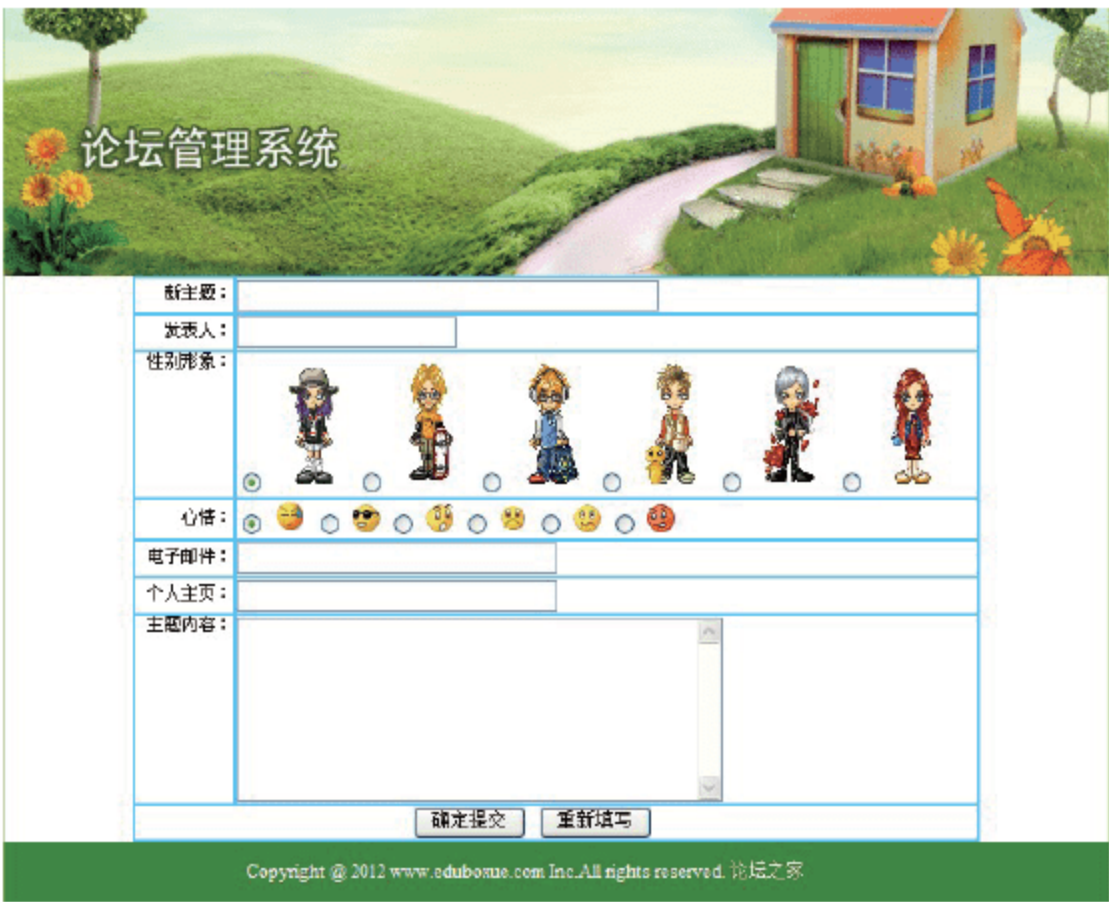 论坛管理系统
新主题：
发表人：
性别形象：
心情：
电子邮件：
个人主页：
主题内容：
确定提交 重新填写
Copyright @ 2012 www.eduboxue.com Inc.All rights reserved. 论坛之家